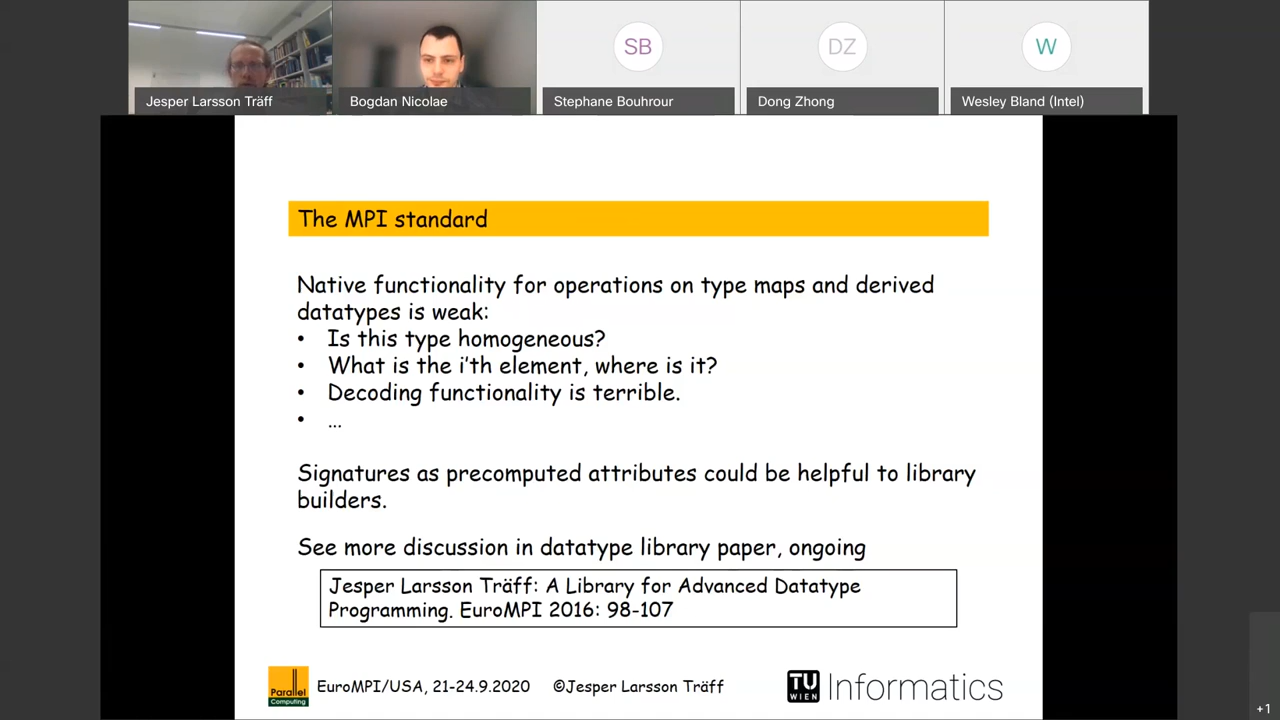 SB
DZ
W
Jesper Larsson Träff
Bogdan Nicolae
Stephane Bouhrour
Dong Zhong
Wesley Bland (Intel)
The MPI standard
Native functionality for operations on type maps and derived
datatypes is weak:
• Is this type homogeneous?
• What is the i'th element, where is it?
• Decoding functionality is terrible.
• …
Signatures as precomputed attributes could be helpful to library
builders.
See more discussion in datatype library paper, ongoing
Jesper Larsson Träff: A Library for Advanced Datatype
Programming. EuroMPI 2016: 98-107
Parallel
Computing
EuroMPI/USA, 21-24.9.2020 ©Jesper Larsson Träff
TU
WIEN
Informatics
+1